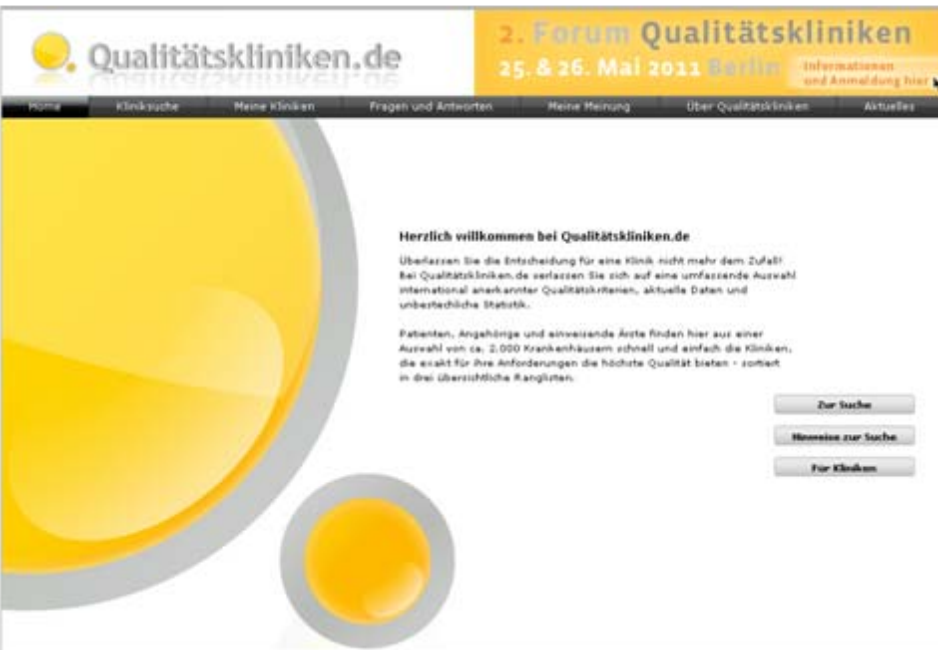 Qualitätskliniken.de
2. Forum Qualitätskliniken
25. & 26. Mai 2011 Berlin
Informationen
und Anmeldung hier
Home Kliniksuche Meine Kliniken Fragen und Antworten Meine Meinung Über Qualitätskliniken Aktuelles
Herzlich willkommen bei Qualitätskliniken.de
Überlassen Sie die Entscheidung für eine Klinik nicht mehr dem Zufall!
Bei Qualitätskliniken.de verlassen Sie sich auf eine umfassende Auswahl
international anerkannter Qualitätskriterien, aktuelle Daten und
unbestechliche Statistik.
Patienten, Angehörige und einweisende Ärzte finden hier aus einer
Auswahl von ca. 2.000 Krankenhäusern schnell und einfach die Kliniken,
die exakt für ihre Anforderungen die höchste Qualität bieten - sortiert
in drei übersichtliche Ranglisten.
Zur Suche
Hinweise zur Suche
Für Kliniken